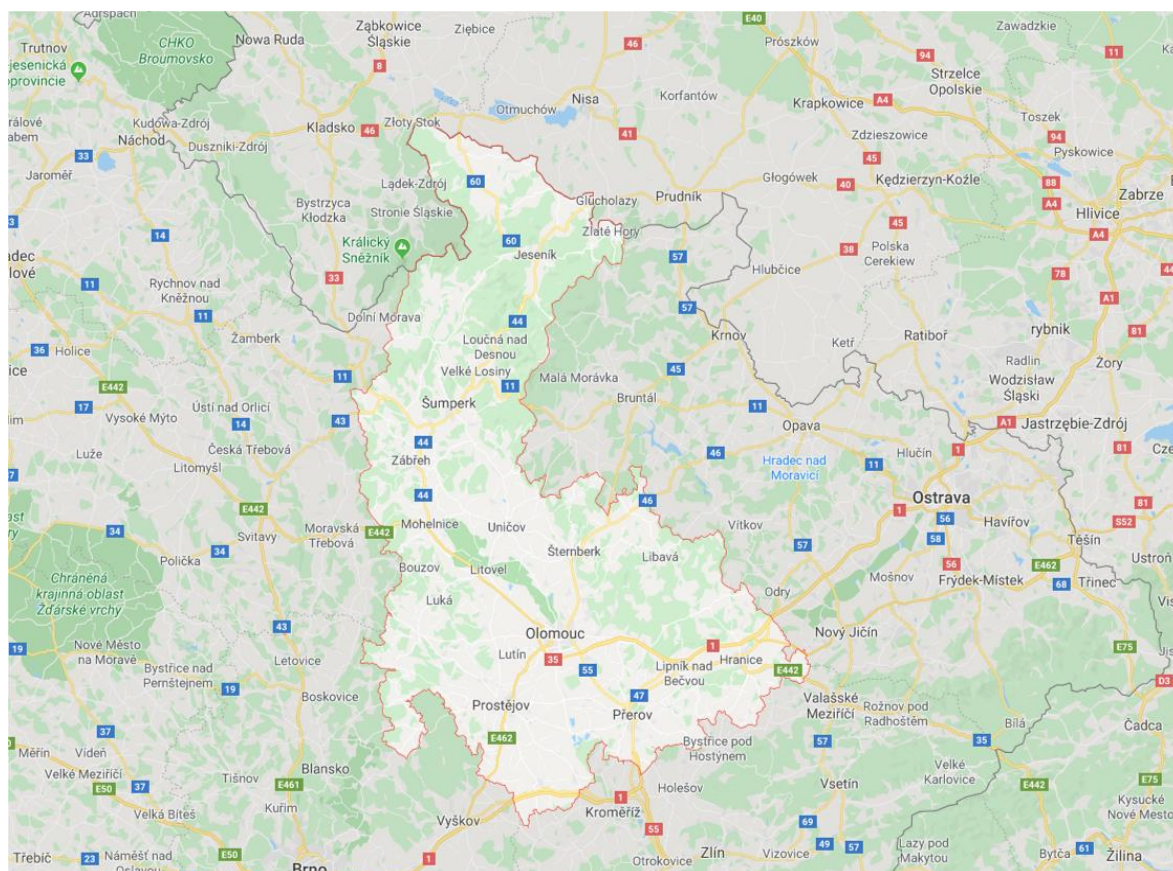 Adršpach
CHKO
Broumovsko
Nowa Ruda
Ząbkowice
Śląskie
Ziębice
46
E40
Prószków
Zawadzkie
94
11
Trutnov
8
Strzelce
Opolskie
Nisa
Korfantów
Krapkowice
A4
Toszek
Otmuchów
Złoty Stok
Kladsko
46
41
Zdzieszowice
94
Pyskowice
Kudowa-Zdrój
Náchod
Duszniki-Zdrój
33
Jaroměř
45
Kędzierzyn-Koźle
88
Zabrze
A4
Lądek-Zdrój
60
Głogówek
40
Prudnik
Hlivice
Bystrzyca
Kłodzka
Stronie Śląskie
Głuchołazy
Zlaté Hory
45
A4
14
Králický
Sněžník
60
Jeseník
57
38
Polska
Cerekiew
Hlubčice
78
44
33
11
Rychnov nad
Kněžnou
57
A1
Dolní Morava
11
44
Krnov
Ratiboř
rybnik
81
Žamberk
Loučná nad
Desnou
Ketř
36
Holice
Velké Losiny
45
Radlin
Żory
11
Malá Morávka
Wodzisław
Śląski
E442
11
Bruntál
17
Vysoké Mýto
Ústí nad Orlicí
Šumperk
11
14
43
Opava
A1
Jastrzębie-Zdrój
Luže
Česká Třebová
44
Hlučín
1
81
Litomyšl
Zábřeh
46
Hradec nad
Moravicí
11
44
Ostrava
81
E442
46
1
56
Havířov
S52
34
Moravská
Třebová
E442
Mohelnice
Uničov
Vítkov
58
Svitavy
Těšín
34
Polička
57
Šternberk
Libavá
Bouzov
Litovel
56
E462
Mošnov
Frýdek-Místek
68
Třinec
Chráněná
krajinná oblast
Žďárské vrchy
Luká
Odry
43
Olomouc
Nový Jičín
19
Nové Město
na Moravě
Letovice
Lutín
35
1
E75
Bystřice nad
Pernštejnem
55
Hranice
E442
19
Lipník nad
Bečvou
D3
Boskovice
47
Valašské
Meziříčí
Rožnov pod
Radhoštěm
Prostějov
Přerov
Bílá
Čadca
37
E462
57
35
Měřín
Vídeň
Bystřice pod
Hostýnem
Velké Meziříčí
Blansko
Tišnov
Velké
Karlovice
E50
37
E461
Holešov
Vsetín
E442
E75
1
Kysucké
Nové Mesto
Velká Bíteš
Kuřim
Kroměříž
Vyškov
69
55
Třebíč
23
Náměšť nad
Oslavou
E50
1
Zlín
Vizovice
49
57
Lazy pod
Makytou
61
Bytča
Žilina
Brno
Otrokovice